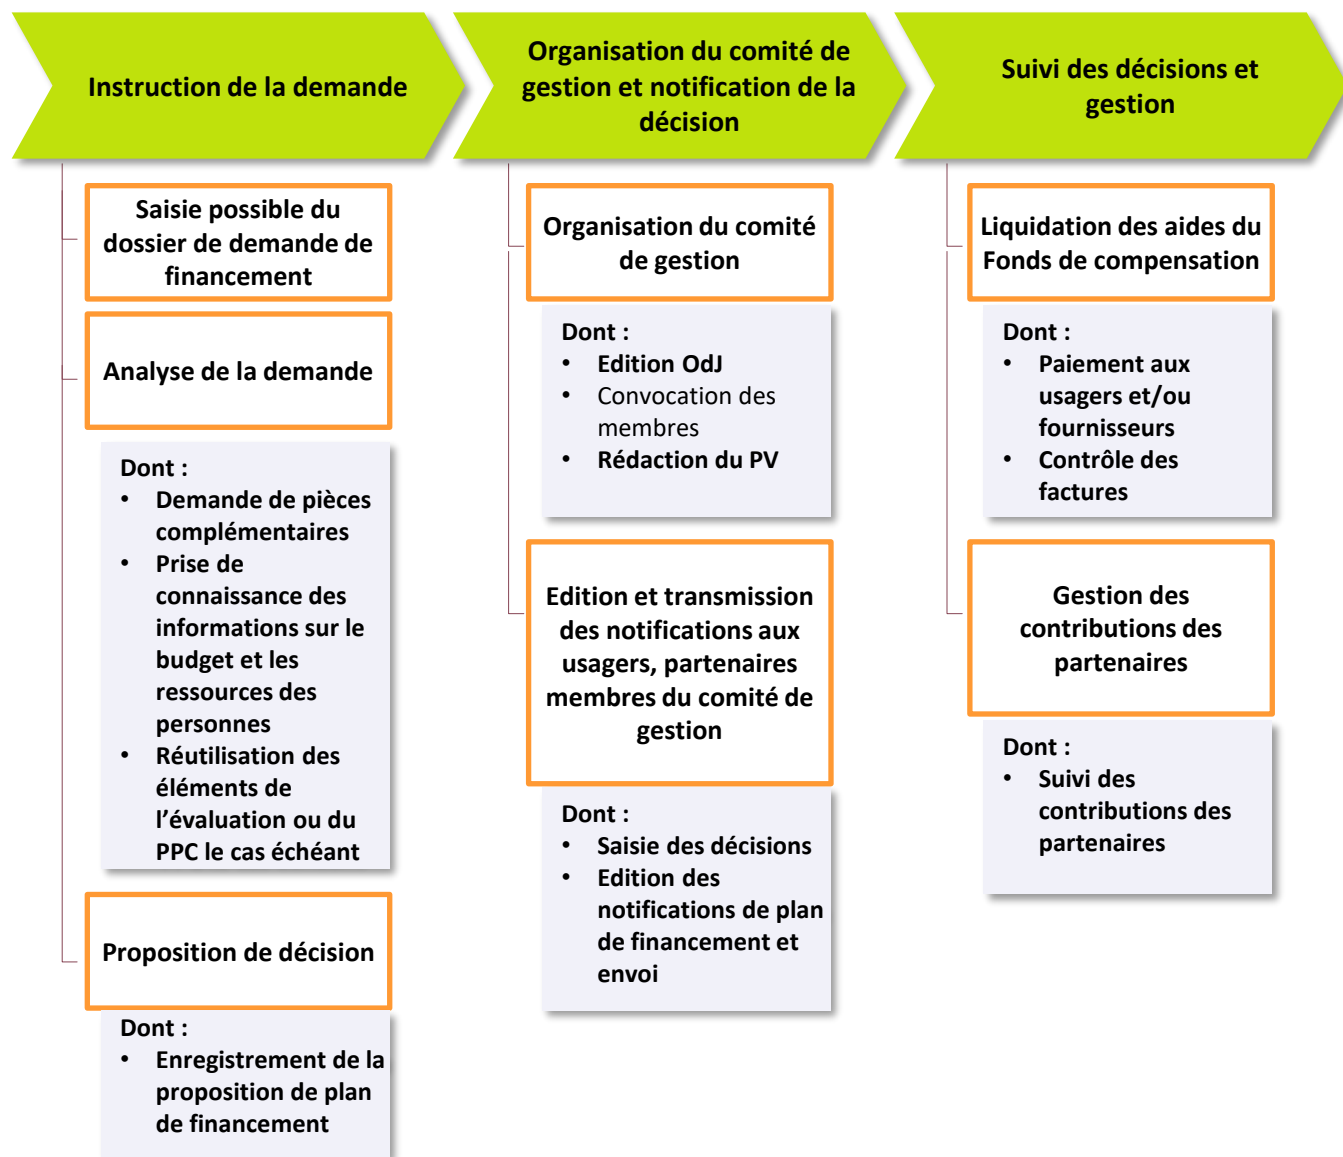 Instruction de la demande
Saisie possible du
dossier de demande de
financement
Analyse de la demande
Dont :
• Demande de pièces
complémentaires
• Prise de
connaissance des
informations sur le
budget et les
ressources des
personnes
• Réutilisation des
éléments de
l’évaluation ou du
PPC le cas échéant
Proposition de décision
Dont :
• Enregistrement de la
proposition de plan
de financement
Organisation du comité de
gestion et notification de la
décision
Organisation du comité
de gestion
Dont :
• Edition OdJ
• Convocation des
membres
• Rédaction du PV
Edition et transmission
des notifications aux
usagers, partenaires
membres du comité de
gestion
Dont :
• Saisie des décisions
• Edition des
notifications de plan
de financement et
envoi
Suivi des décisions et
gestion
Liquidation des aides du
Fonds de compensation
Dont :
• Paiement aux
usagers et/ou
fournisseurs
• Contrôle des
factures
Gestion des
contributions des
partenaires
Dont :
• Suivi des
contributions des
partenaires